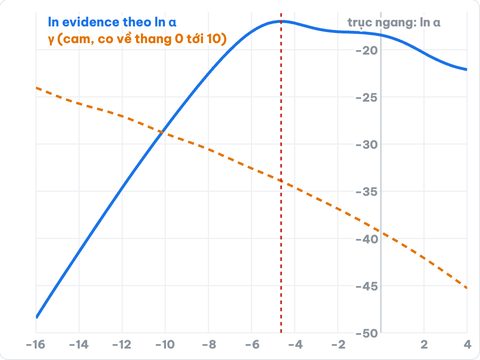 ln evidence theo ln α
γ (cam, co về thang 0 tới 10)
trục ngang: ln α
−20
−25
−30
−35
−40
−45
−50
−16 −14 −12 −10 −8 −6 −4 −2 2 4